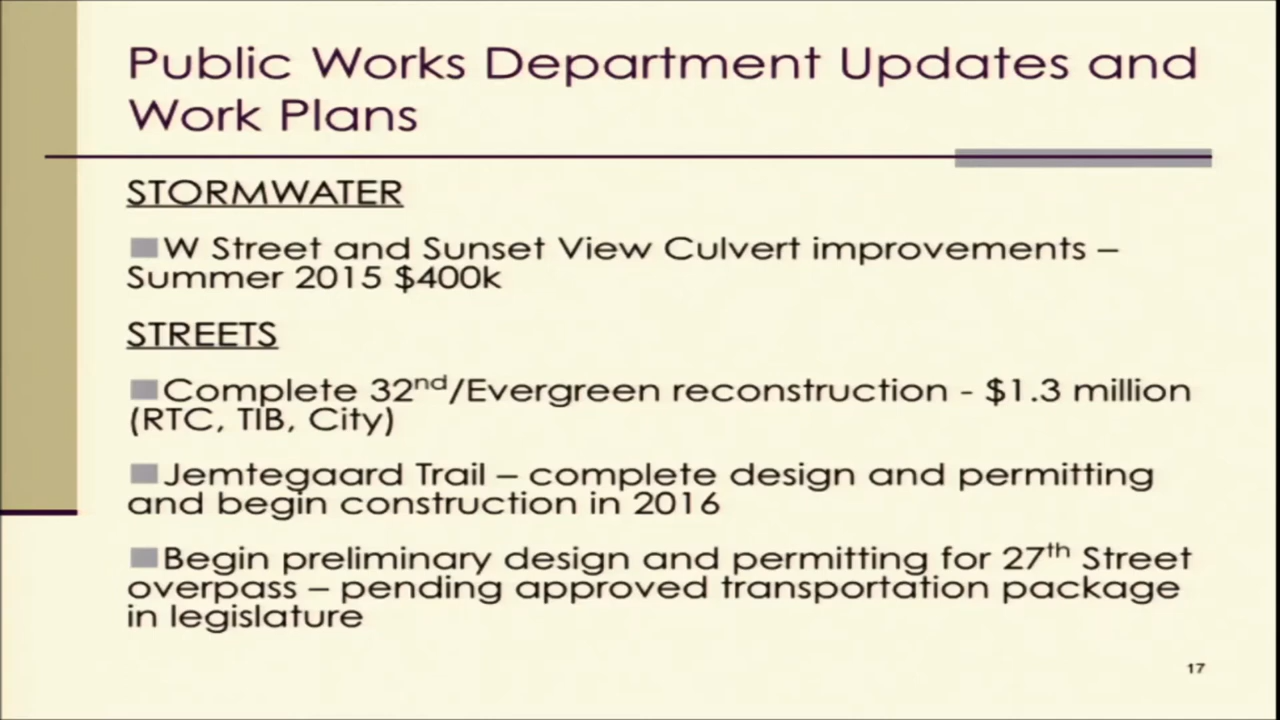 Public Works Department Updates and
Work Plans
STORMWATER
W Street and Sunset View Culvert improvements –
Summer 2015 $400k
STREETS
Complete 32nd/Evergreen reconstruction - $1.3 million
(RTC, TIB, City)
Jemtegaard Trail – complete design and permitting
and begin construction in 2016
Begin preliminary design and permitting for 27th Street
overpass – pending approved transportation package
in legislature
17